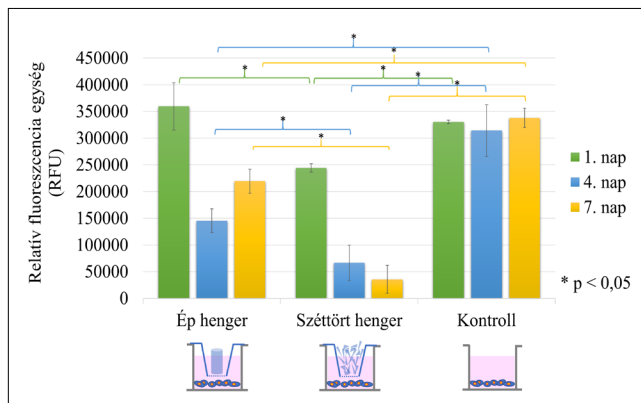 Relatív fluoreszcencia egység
(RFU)
450000
400000
350000
300000
250000
200000
150000
100000
50000
0
*
*
*
*
*
*
*
*
1. nap
4. nap
7. nap
* p < 0,05
Ép henger
Széttört henger
Kontroll